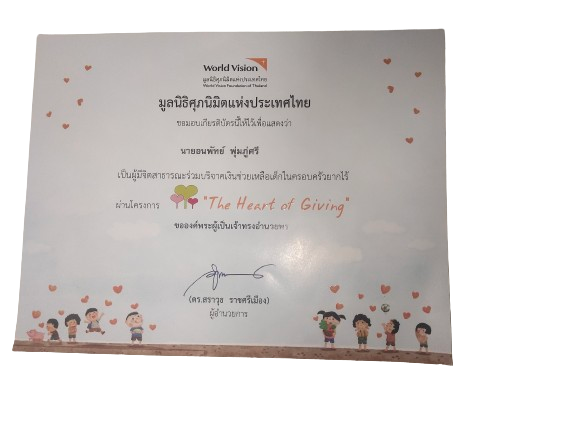 World Vision
มูลนิธิศุภนิมิตแห่งประเทศไทย
World Vision Foundation of Thailand
มูลนิธิศุภนิมิตแห่งประเทศไทย
ขอมอบเกียรติบัตรนี้ให้ไว้เพื่อแสดงว่า
นายอนพัทย์ พุ่มภู่ศรี
เป็นผู้มีจิตสาธารณะร่วมบริจาคเงินช่วยเหลือเด็กในครอบครัวยากไร้
ผ่านโครงการ "The Heart of Giving"
ขอองค์พระผู้เป็นเจ้าทรงอำนวยพร
(ดร.สราวุธ ราชศรีเมือง)
ผู้อำนวยการ